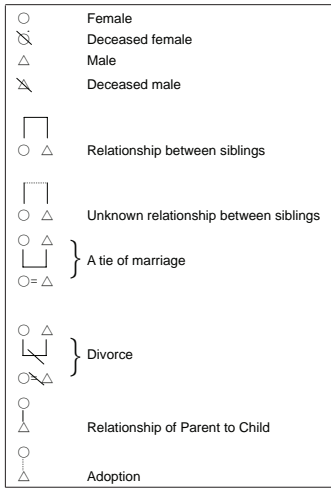 Female
Deceased female
Male
Deceased male
Relationship between siblings
Unknown relationship between siblings
A tie of marriage
Divorce
Relationship of Parent to Child
Adoption